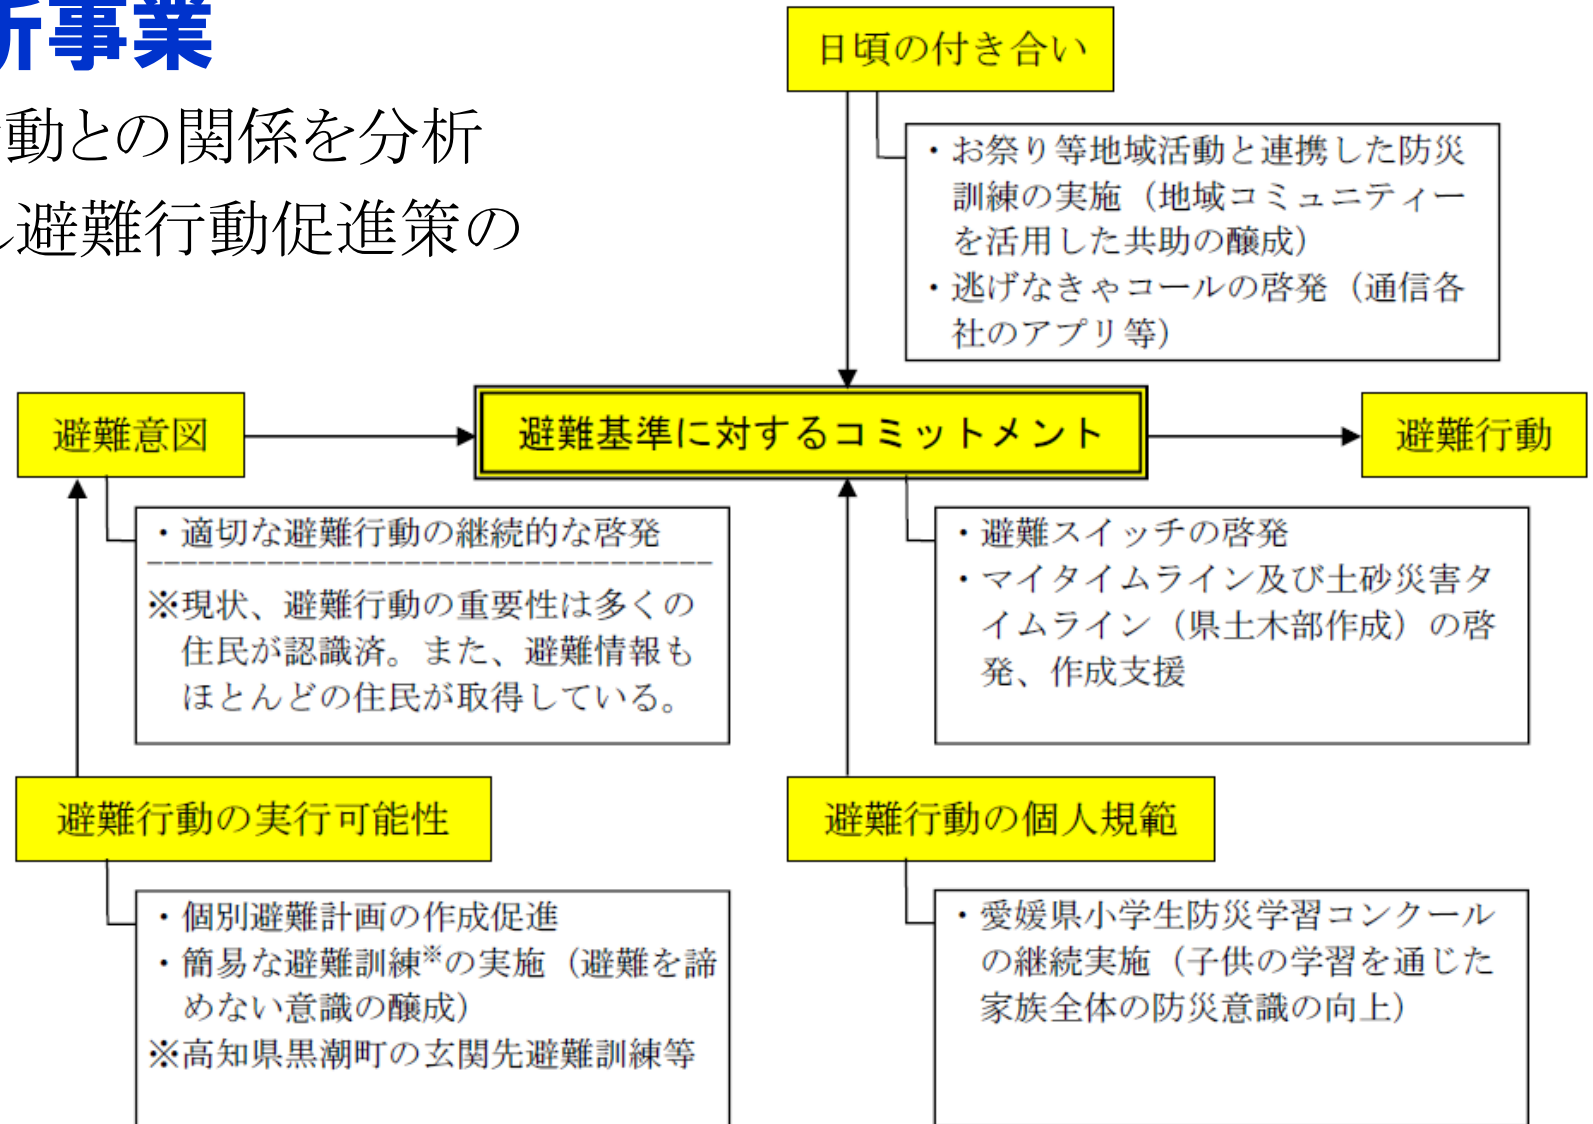 新事業
動との関係を分析
し避難行動促進策の
日頃の付き合い
・お祭り等地域活動と連携した防災
訓練の実施（地域コミュニティー
を活用した共助の醸成）
・逃げなきゃコールの啓発（通信各
社のアプリ等）
避難意図
避難基準に対するコミットメント
避難行動
・適切な避難行動の継続的な啓発
※現状、避難行動の重要性は多くの
住民が認識済。また、避難情報も
ほとんどの住民が取得している。
・避難スイッチの啓発
・マイタイムライン及び土砂災害タ
イムライン（県土木部作成）の啓
発、作成支援
避難行動の実行可能性
避難行動の個人規範
・個別避難計画の作成促進
・簡易な避難訓練※の実施（避難を諦
めない意識の醸成）
※高知県黒潮町の玄関先避難訓練等
・愛媛県小学生防災学習コンクール
の継続実施（子供の学習を通じた
家族全体の防災意識の向上）